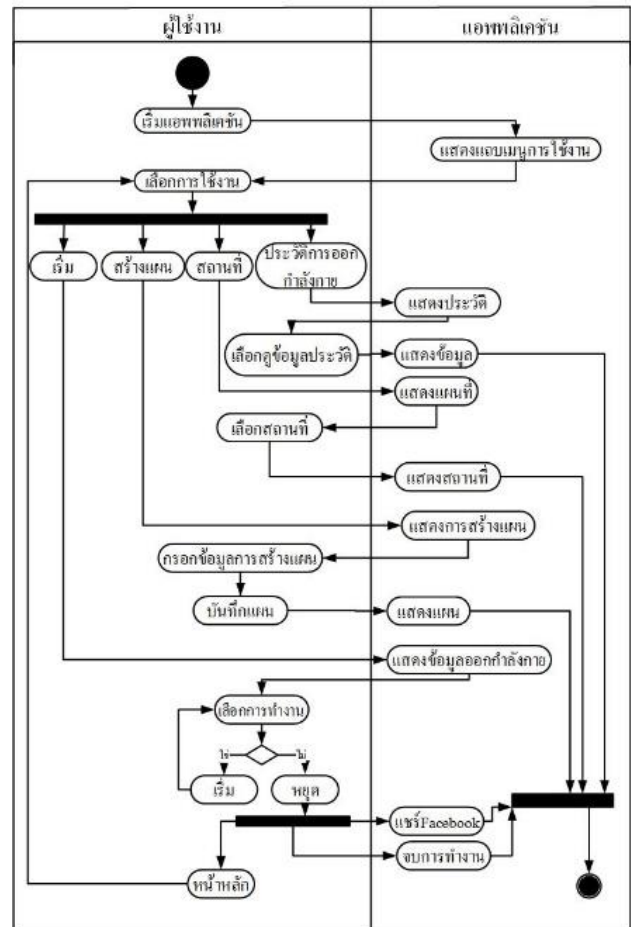 ผู้ใช้งาน
แอพพลิเคชัน
เริ่มแอพพลิเคชัน
แสดงแถบเมนูการใช้งาน
เลือกการใช้งาน
เริ่ม
สร้างแผน
สถานที่
ประวัติการออก
กำลังกาย
แสดงประวัติ
เลือกดูข้อมูลประวัติ
แสดงข้อมูล
แสดงแผนที่
เลือกสถานที่
แสดงสถานที่
แสดงการสร้างแผน
กรอกข้อมูลการสร้างแผน
บันทึกแผน
แสดงแผน
แสดงข้อมูลออกกำลังกาย
เลือกการทำงาน
ใช่
ไม่
เริ่ม
หยุด
แชร์Facebook
จบการทำงาน
หน้าหลัก